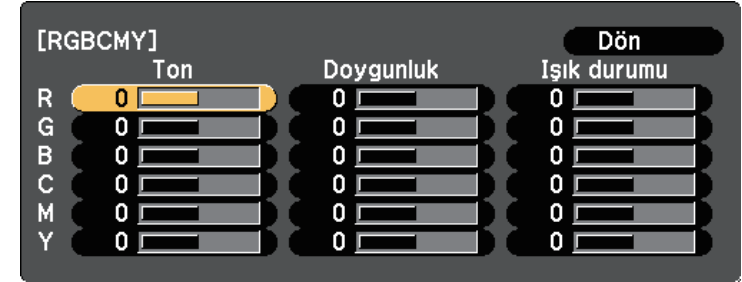 [RGBCMY] Dön
Ton Doygunluk Işık durumu
R 0 0 0
G 0 0 0
B 0 0 0
C 0 0 0
M 0 0 0
Y 0 0 0